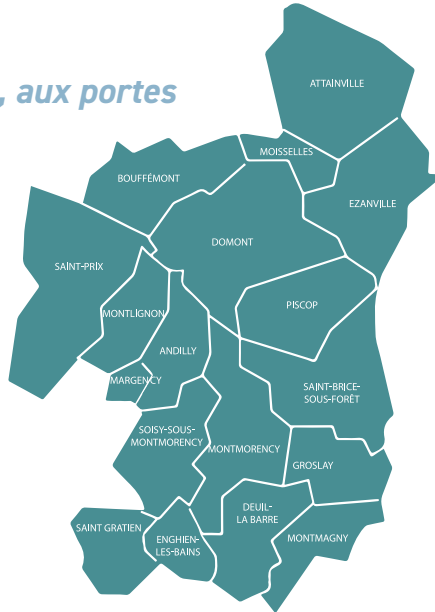 , aux portes
ATTAINVILLE
MOISSELLES
BOUFFÉMONT
EZANVILLE
DOMONT
SAINT-PRIX
PISCOP
MONTLIGNON
ANDILLY
MARGENCY
SAINT-BRICE-
SOUS-FORÊT
SOISY-SOUS-
MONTMORENCY
MONTMORENCY
GROSLAY
DEUIL-
LA BARRE
SAINT GRATIEN
ENGHIEN-
LES-BAINS
MONTMAGNY